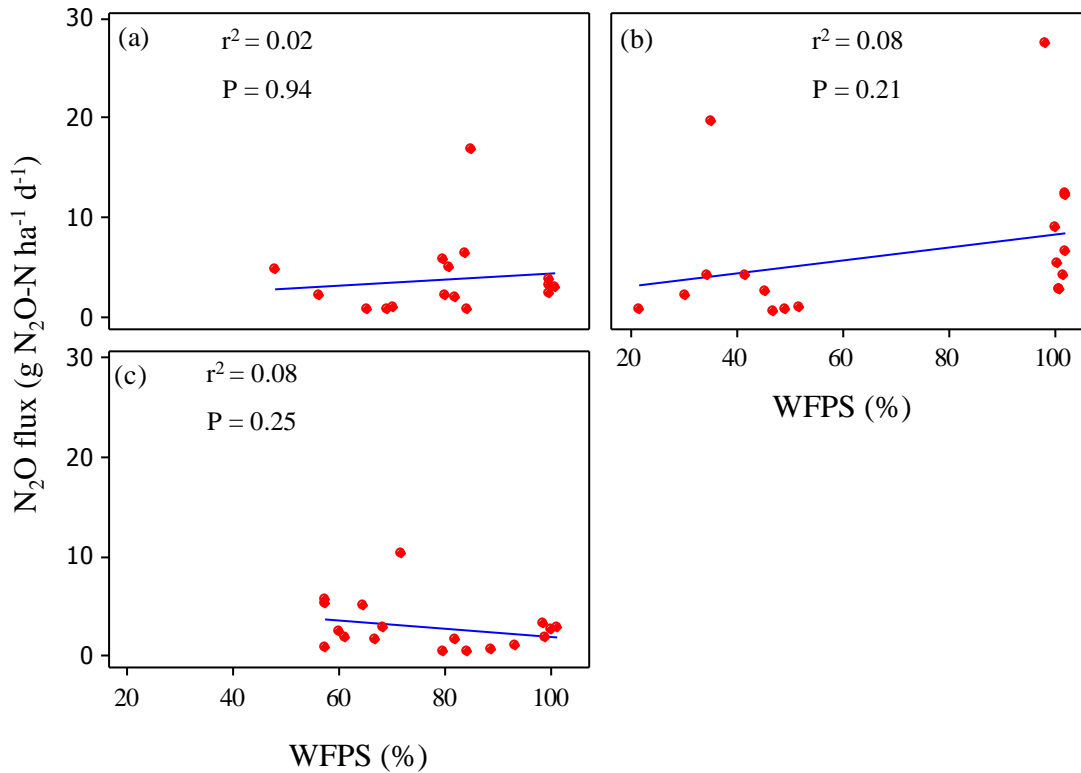 N₂O flux (g N₂O-N ha⁻¹ d⁻¹)
30
20
10
0
(a)
r² = 0.02
P = 0.94
(b)
r² = 0.08
P = 0.21
20
40
60
80
100
WFPS (%)
30
20
10
0
(c)
r² = 0.08
P = 0.25
20
40
60
80
100
WFPS (%)